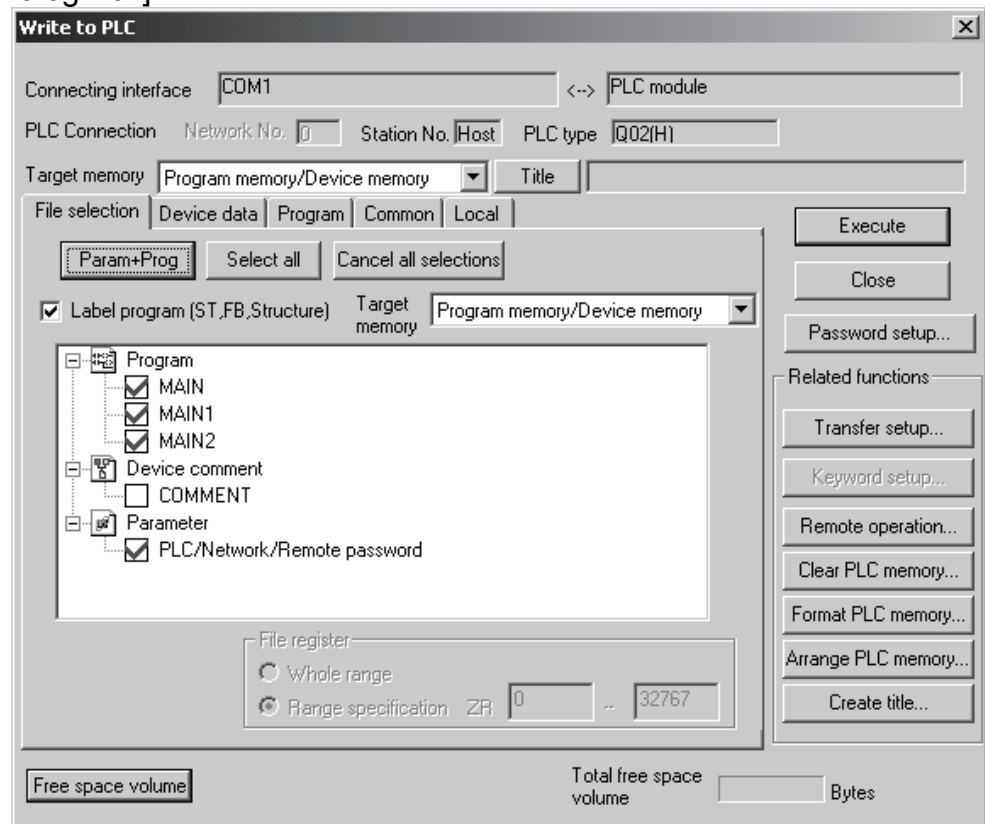 Write to PLC
Connecting interface COM1 <--> PLC module
PLC Connection Network No. 0 Station No. Host PLC type Q02(H)
Target memory Program memory/Device memory Title
File selection Device data Program Common Local
Execute
Param+Prog Select all Cancel all selections
Close
Label program (ST,FB,Structure) Target memory Program memory/Device memory
Password setup...
Program
MAIN
MAIN1
MAIN2
Device comment
COMMENT
Parameter
PLC/Network/Remote password
Related functions
Transfer setup...
Keyword setup...
Remote operation...
Clear PLC memory...
Format PLC memory...
Arrange PLC memory...
Create title...
File register
Whole range
Range specification ZR 0 -- 32767
Free space volume
Total free space volume Bytes